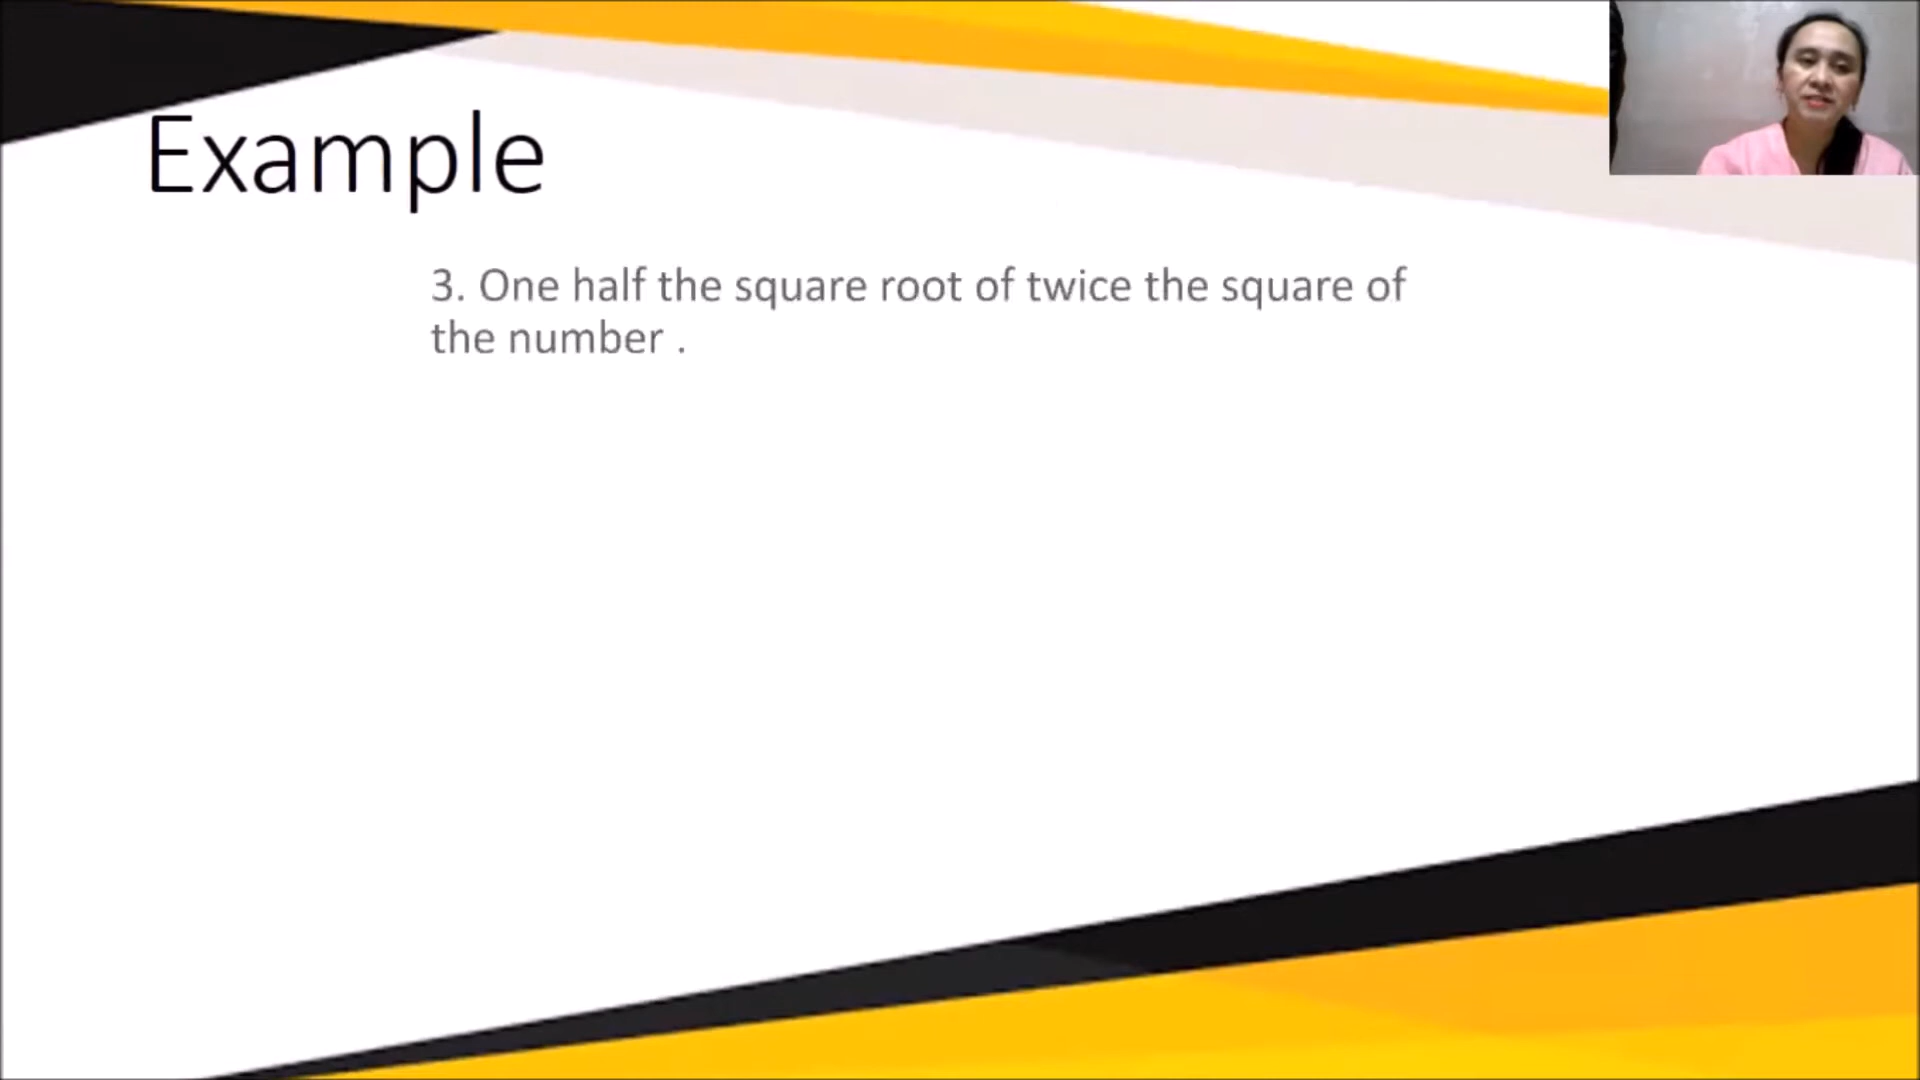 Example
3. One half the square root of twice the square of
the number .